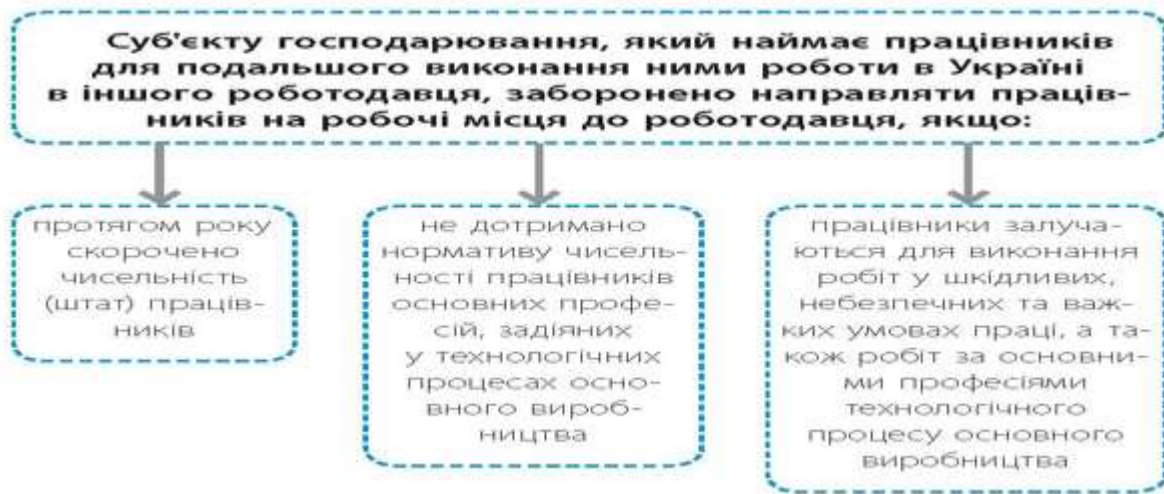 Суб'єкту господарювання, який наймає працівників
для подальшого виконання ними роботи в Україні
в іншого роботодавця, заборонено направляти праців-
ників на робочі місця до роботодавця, якщо:
протягом року
скорочено
чисельність
(штат) праців-
ників
не дотримано
нормативу чисель-
ності працівників
основних профе-
сій, задіяних
у технологічних
процесах осно-
вного вироб-
ництва
працівники залуча-
ються для виконання
робіт у шкідливих,
небезпечних та важ-
ких умовах праці, а та-
кож робіт за основни-
ми професіями
технологічного
процесу основного
виробництва